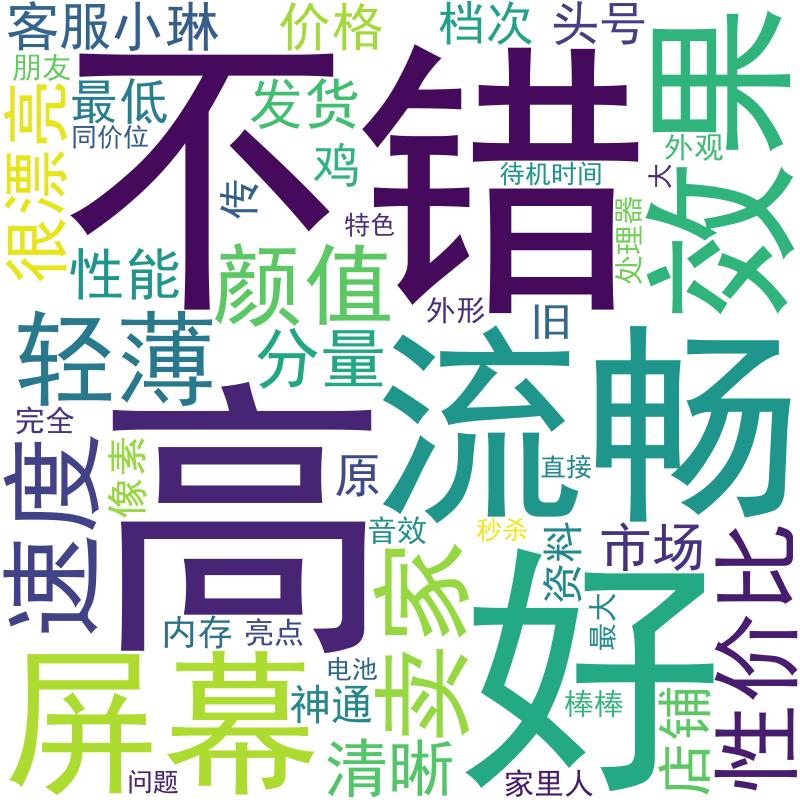 客服小琳
价格
档次
头号
朋友
最低
不错
发货
效果
同价位
很漂亮
鸡
待机时间
外观
大
传
特色
处理器
性能
颜值
外形
旧
轻薄
分量
流畅
完全
高
速度
像素
原
直接
音效
秒杀
资料
市场
性价比
卖家
好
内存
亮点
最大
屏幕
电池
神通
棒棒
店铺
清晰
问题
家里人